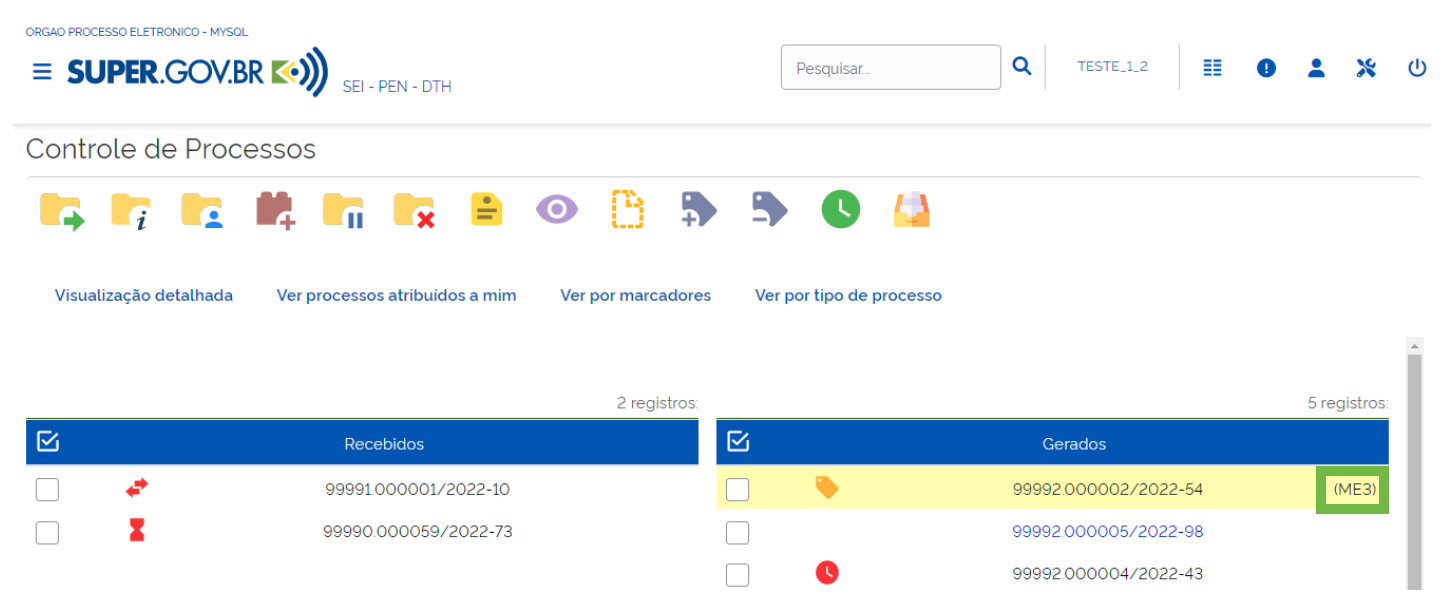 ORGAO PROCESSO ELETRONICO - MYSQL
SUPER.GOV.BR
SEI - PEN - DTH
Pesquisar...
TESTE_1_2
Controle de Processos
Visualização detalhada Ver processos atribuídos a mim Ver por marcadores Ver por tipo de processo
2 registros:
Recebidos
99991.000001/2022-10
99990.000059/2022-73
5 registros:
Gerados
99992.000002/2022-54 (ME3)
99992.000005/2022-98
99992.000004/2022-43